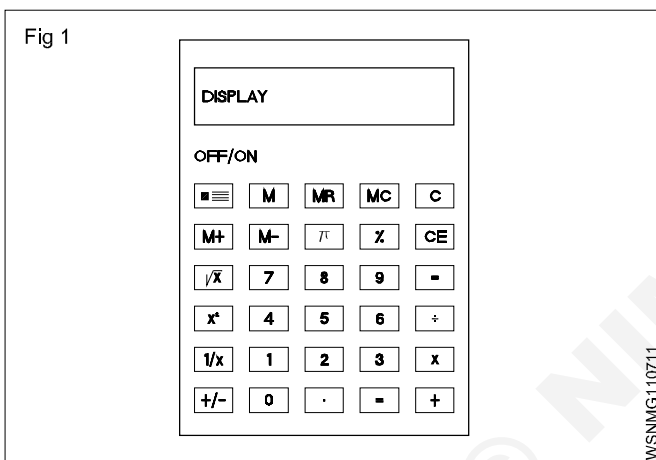 Fig 1
DISPLAY
OFF/ON
M MR MC C
M+ M- π % CE
√x 7 8 9 -
x² 4 5 6 ÷
1/x 1 2 3 x
+/- 0 . = +
WSNMG110711